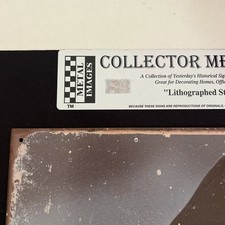 COLLECTOR ME
A Collection of Yesterday's Historical Sig
Great for Decorating Homes, Offi
"Lithographed St
METAL
IMAGES
TM
BECAUSE THESE SIGNS ARE REPRODUCTIONS OF ORIGINALS,